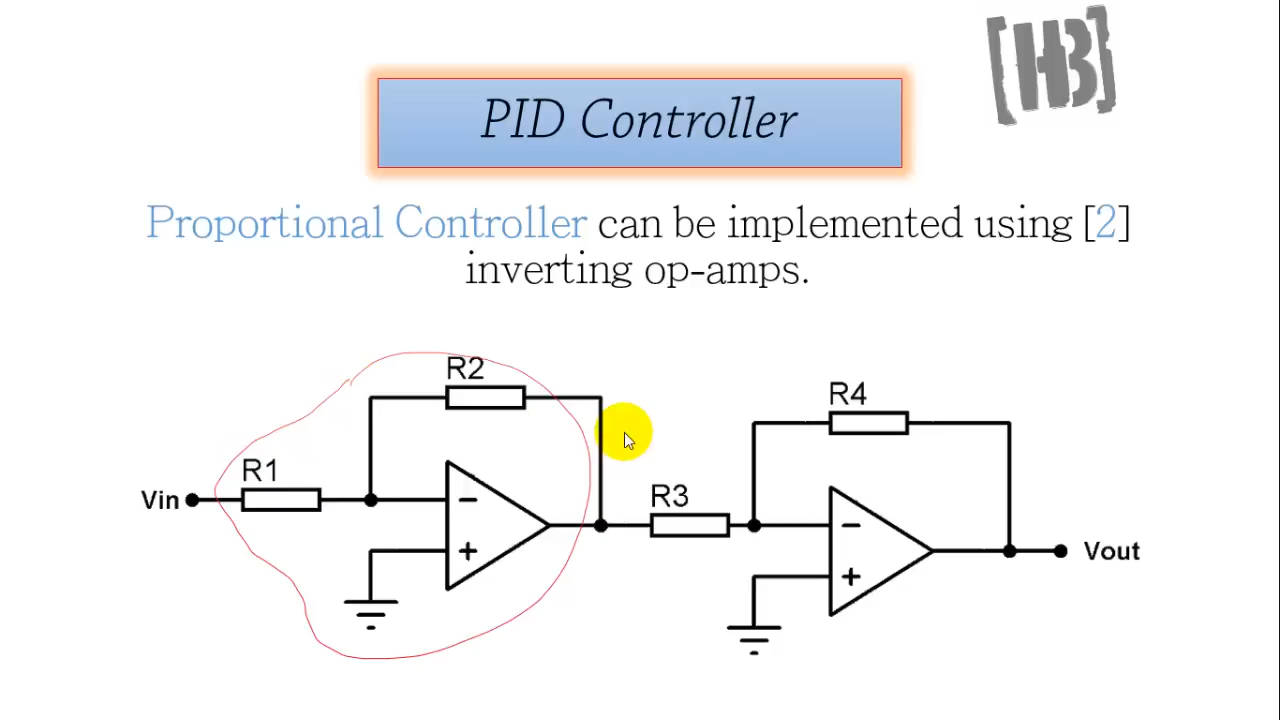 [HB]
PID Controller
Proportional Controller can be implemented using [2]
inverting op-amps.
R2
R4
R1
R3
Vin
−
−
+
Vout
+